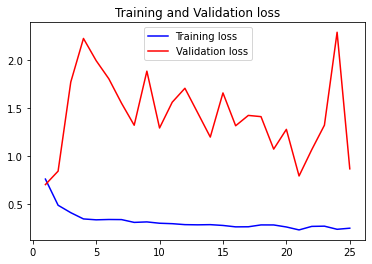 Training and Validation loss
Training loss
Validation loss
2.0
1.5
1.0
0.5
0 5 10 15 20 25